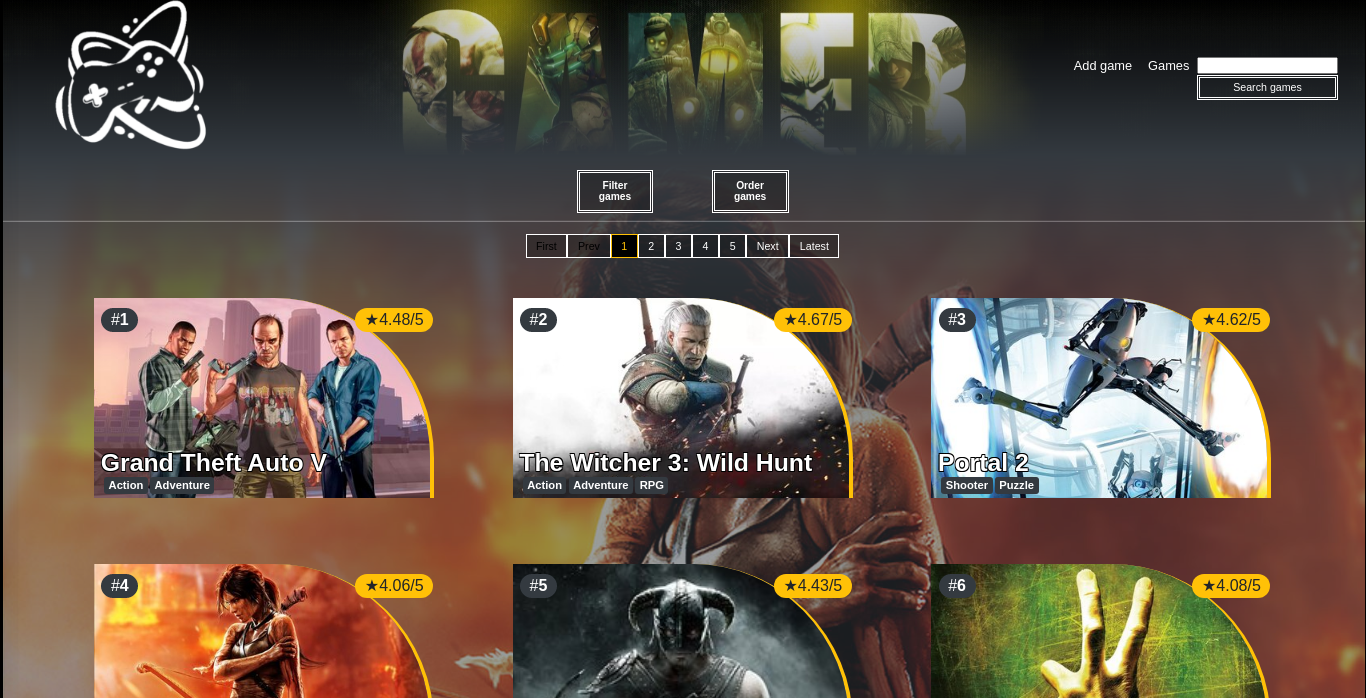 GAMER
Add game Games
Search games
Filter
games
Order
games
First Prev 1 2 3 4 5 Next Latest
#1 ★4.48/5
Grand Theft Auto V
Action Adventure
#2 ★4.67/5
The Witcher 3: Wild Hunt
Action Adventure RPG
#3 ★4.62/5
Portal 2
Shooter Puzzle
#4 ★4.06/5
#5 ★4.43/5
#6 ★4.08/5